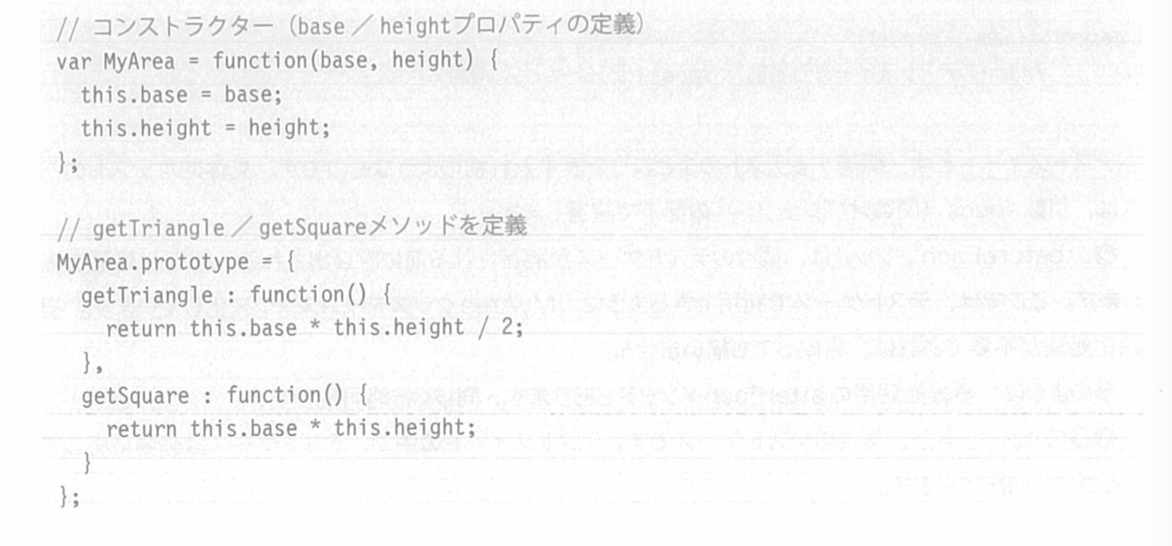 // コンストラクター（base／heightプロパティの定義）
var MyArea = function(base, height) {
  this.base = base;
  this.height = height;
};
// getTriangle／getSquareメソッドを定義
MyArea.prototype = {
  getTriangle : function() {
    return this.base * this.height / 2;
  },
  getSquare : function() {
    return this.base * this.height;
  }
};